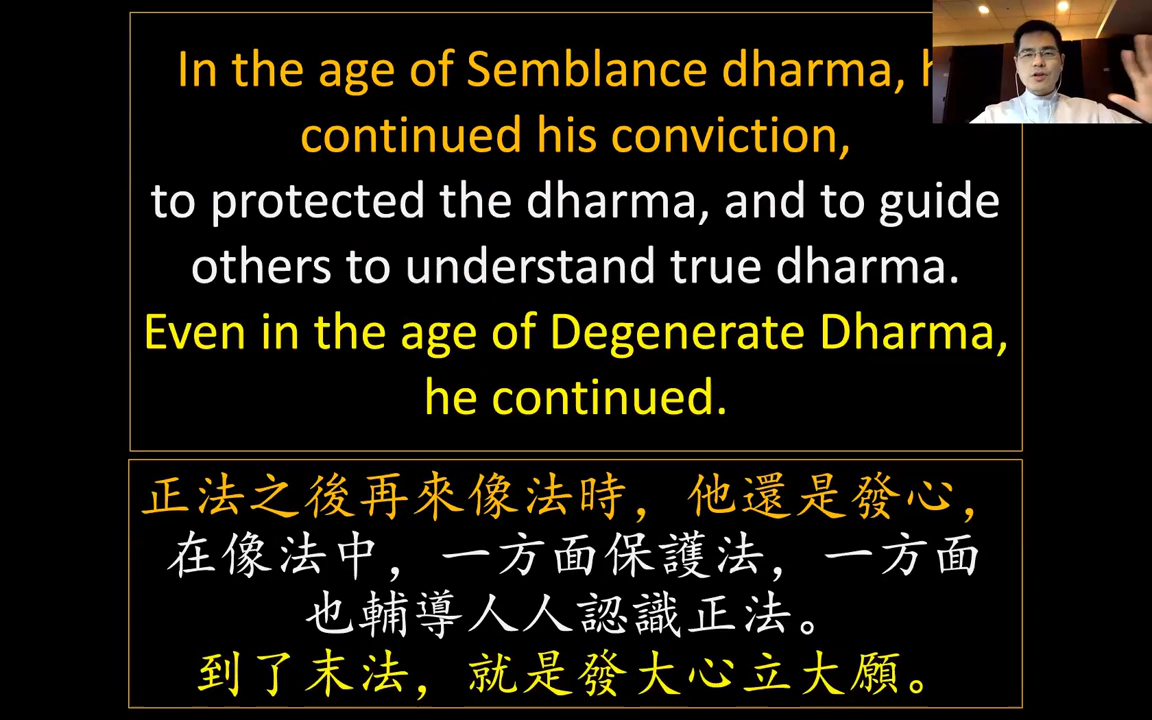 In the age of Semblance dharma,
continued his conviction,
to protected the dharma, and to guide
others to understand true dharma.
Even in the age of Degenerate Dharma,
he continued.
正法之後再來像法時，他還是發心，
在像法中，一方面保護法，一方面
也輔導人人認識正法。
到了末法，就是發大心立大願。